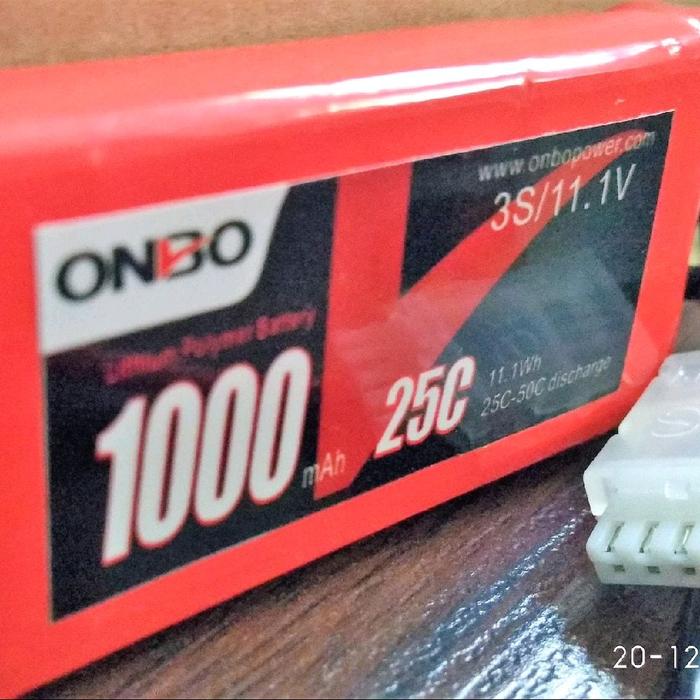 www.onbopower.com
3S/11.1V
ONBO
Lithium Polymer Battery
1000 mAh
25C
11.1Wh
25C-50C discharge
20-12